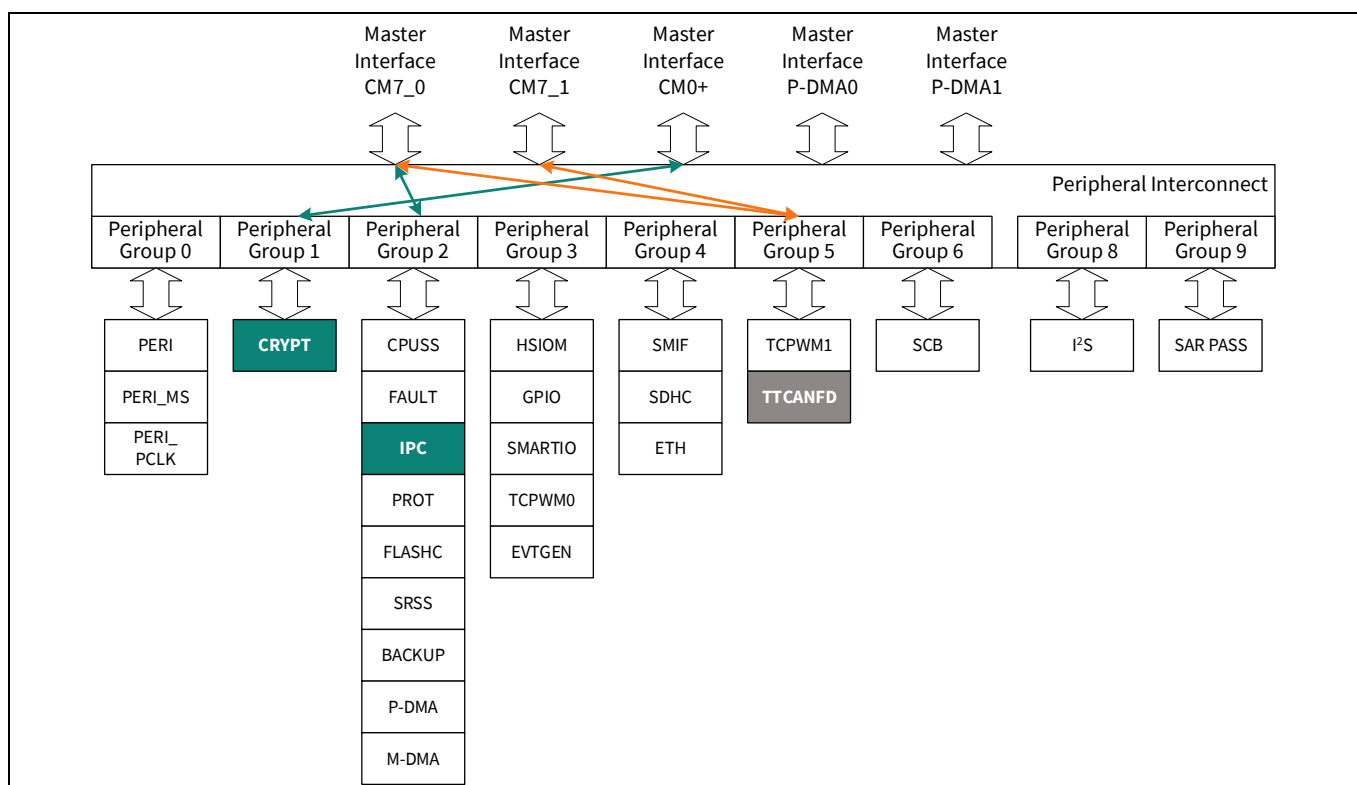 Master
Interface
CM7_0
Master
Interface
CM7_1
Master
Interface
CM0+
Master
Interface
P-DMA0
Master
Interface
P-DMA1
Peripheral Interconnect
Peripheral
Group 0
Peripheral
Group 1
Peripheral
Group 2
Peripheral
Group 3
Peripheral
Group 4
Peripheral
Group 5
Peripheral
Group 6
Peripheral
Group 8
Peripheral
Group 9
PERI
PERI_MS
PERI_
PCLK
CRYPT
CPUSS
FAULT
IPC
PROT
FLASHC
SRSS
BACKUP
P-DMA
M-DMA
HSIOM
GPIO
SMARTIO
TCPWM0
EVTGEN
SMIF
SDHC
ETH
TCPWM1
TTCANFD
SCB
I²S
SAR PASS